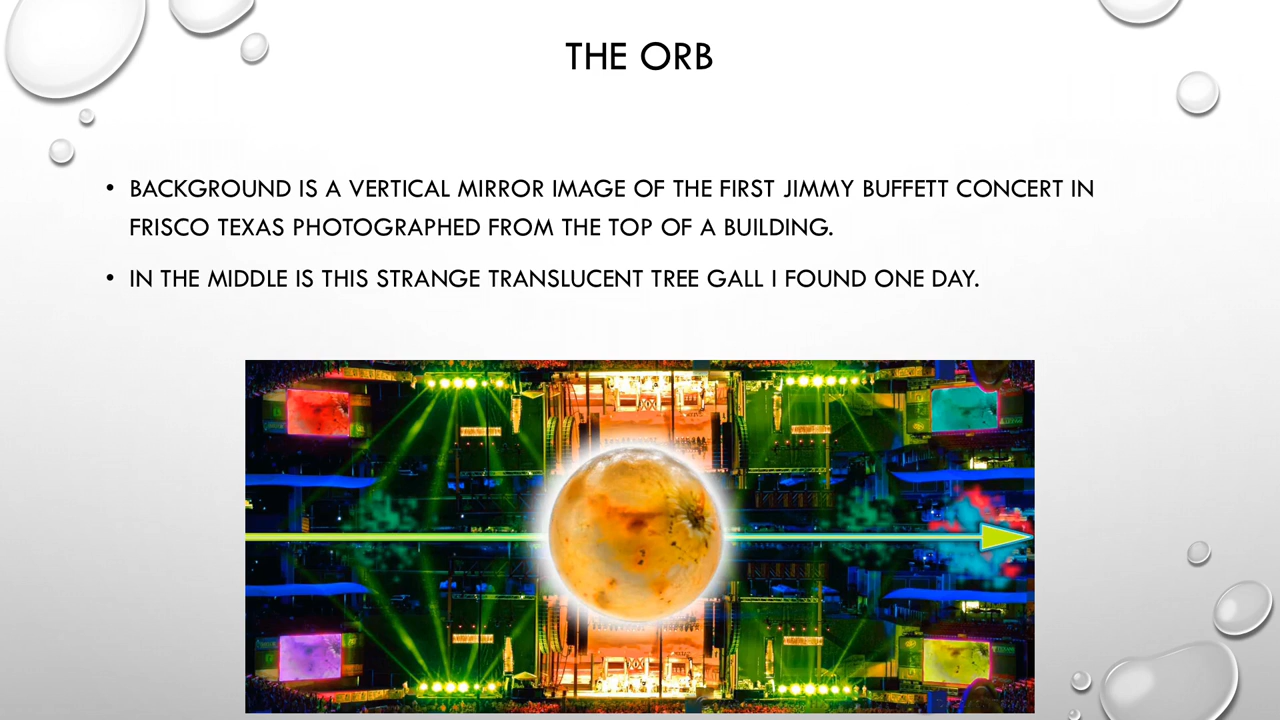 THE ORB
• BACKGROUND IS A VERTICAL MIRROR IMAGE OF THE FIRST JIMMY BUFFETT CONCERT IN
FRISCO TEXAS PHOTOGRAPHED FROM THE TOP OF A BUILDING.
• IN THE MIDDLE IS THIS STRANGE TRANSLUCENT TREE GALL I FOUND ONE DAY.